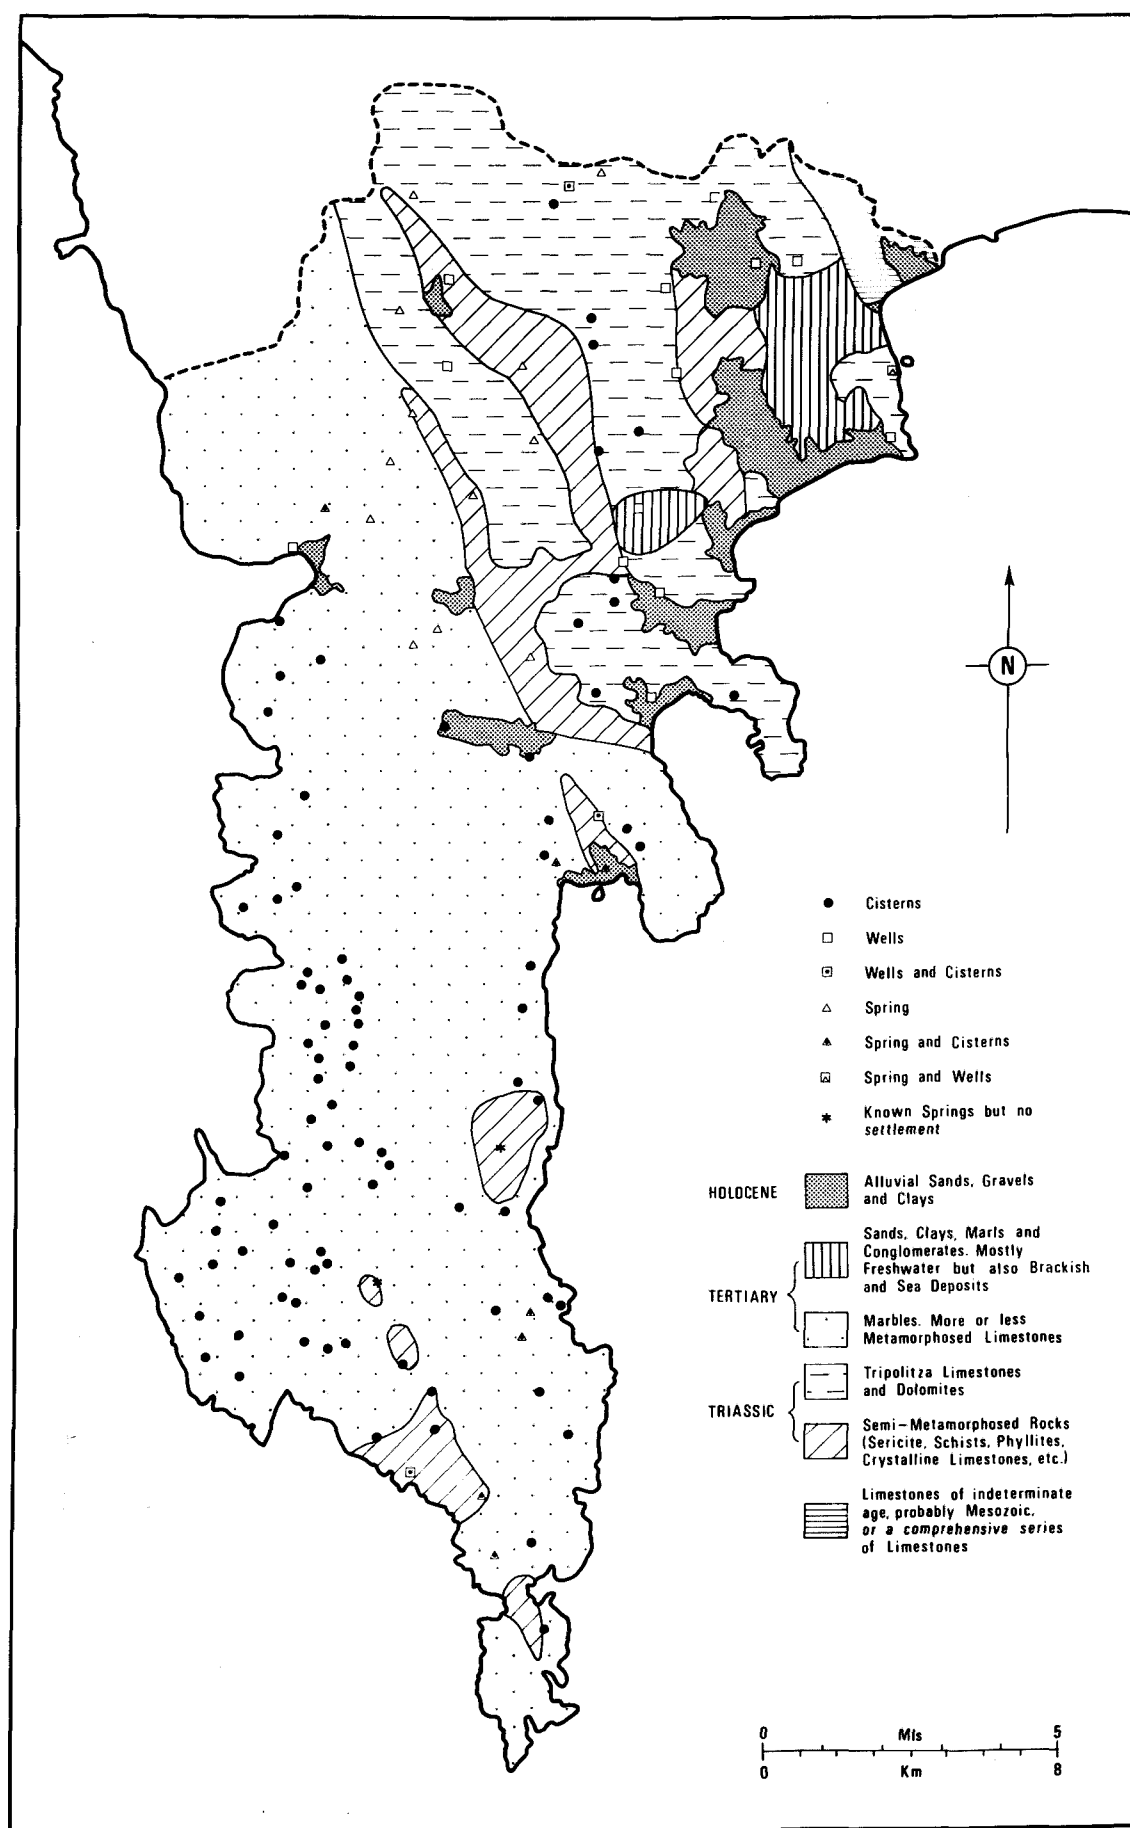 N
Cisterns
Wells
Wells and Cisterns
Spring
Spring and Cisterns
Spring and Wells
Known Springs but no
settlement
HOLOCENE
Alluvial Sands, Gravels
and Clays
TERTIARY
Sands, Clays, Marls and
Conglomerates. Mostly
Freshwater but also Brackish
and Sea Deposits
Marbles. More or less
Metamorphosed Limestones
TRIASSIC
Tripolitza Limestones
and Dolomites
Semi-Metamorphosed Rocks
(Sericite, Schists, Phyllites,
Crystalline Limestones, etc.)
Limestones of indeterminate
age, probably Mesozoic,
or a comprehensive series
of Limestones
0 Mls 5
0 Km 8